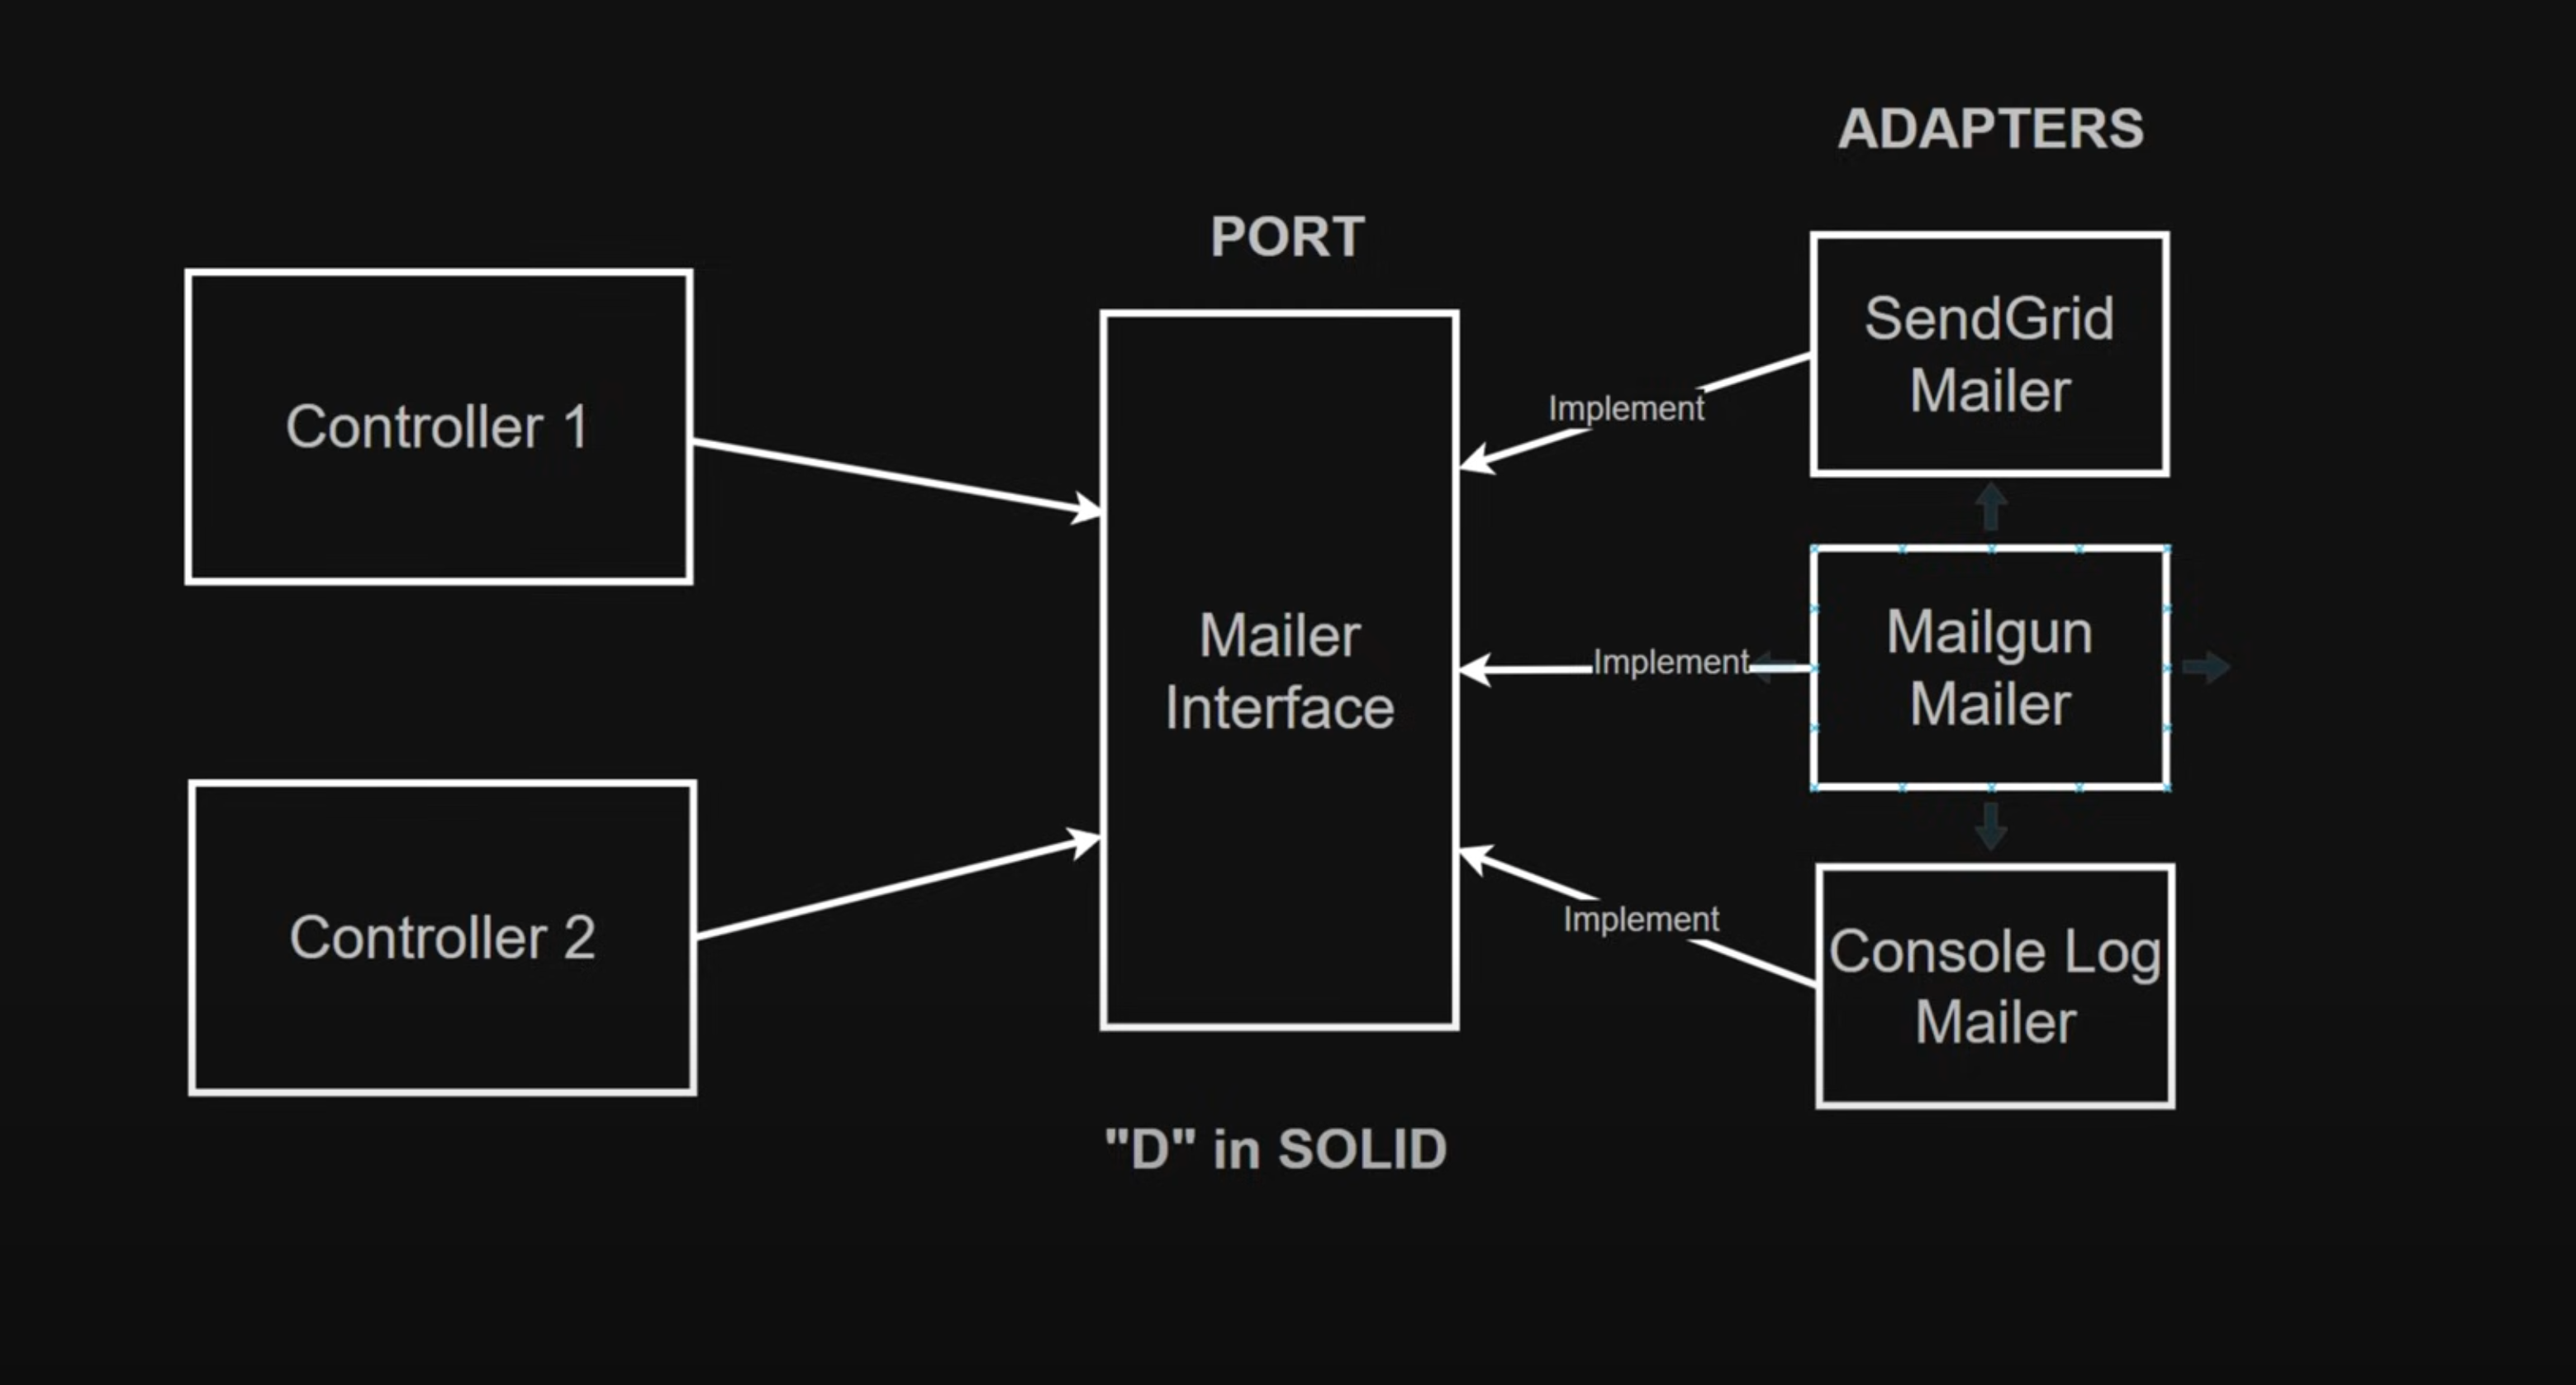 ADAPTERS
PORT
Controller 1
Controller 2
Mailer
Interface
Implement
Implement
Implement
SendGrid
Mailer
Mailgun
Mailer
Console Log
Mailer
"D" in SOLID